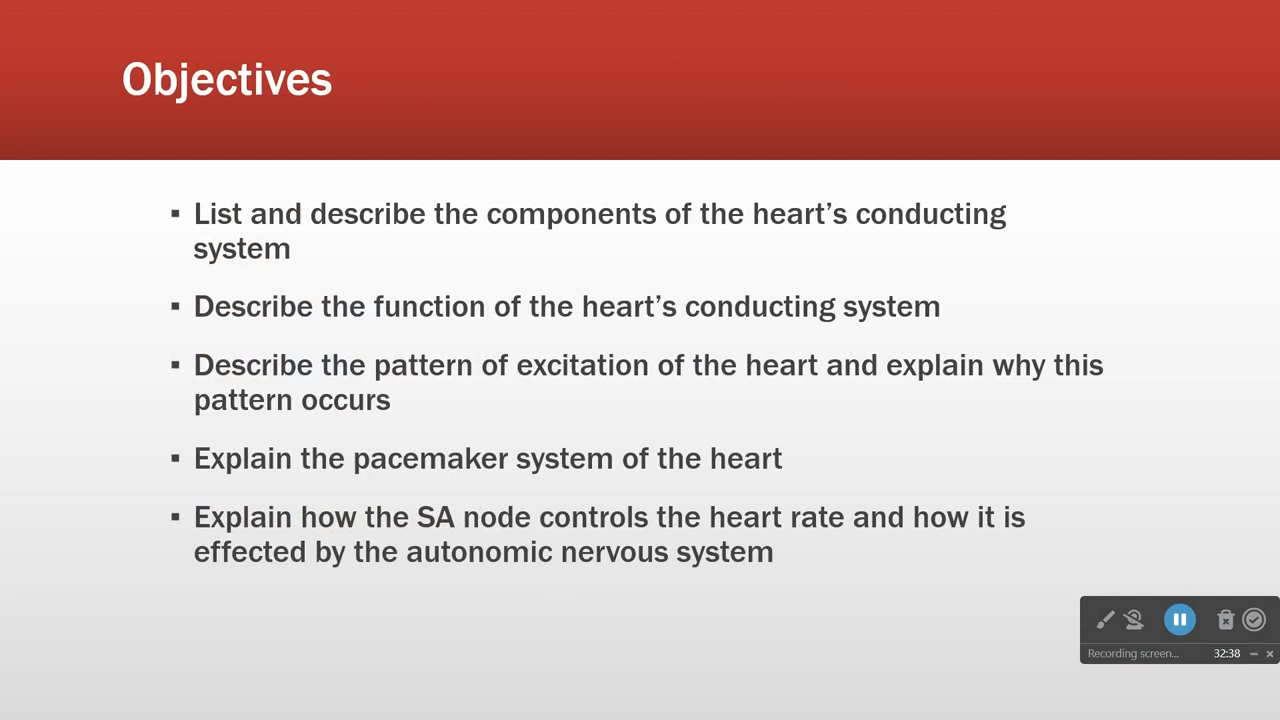 Objectives
▪ List and describe the components of the heart’s conducting
system
▪ Describe the function of the heart’s conducting system
▪ Describe the pattern of excitation of the heart and explain why this
pattern occurs
▪ Explain the pacemaker system of the heart
▪ Explain how the SA node controls the heart rate and how it is
effected by the autonomic nervous system
Recording screen... 32:38